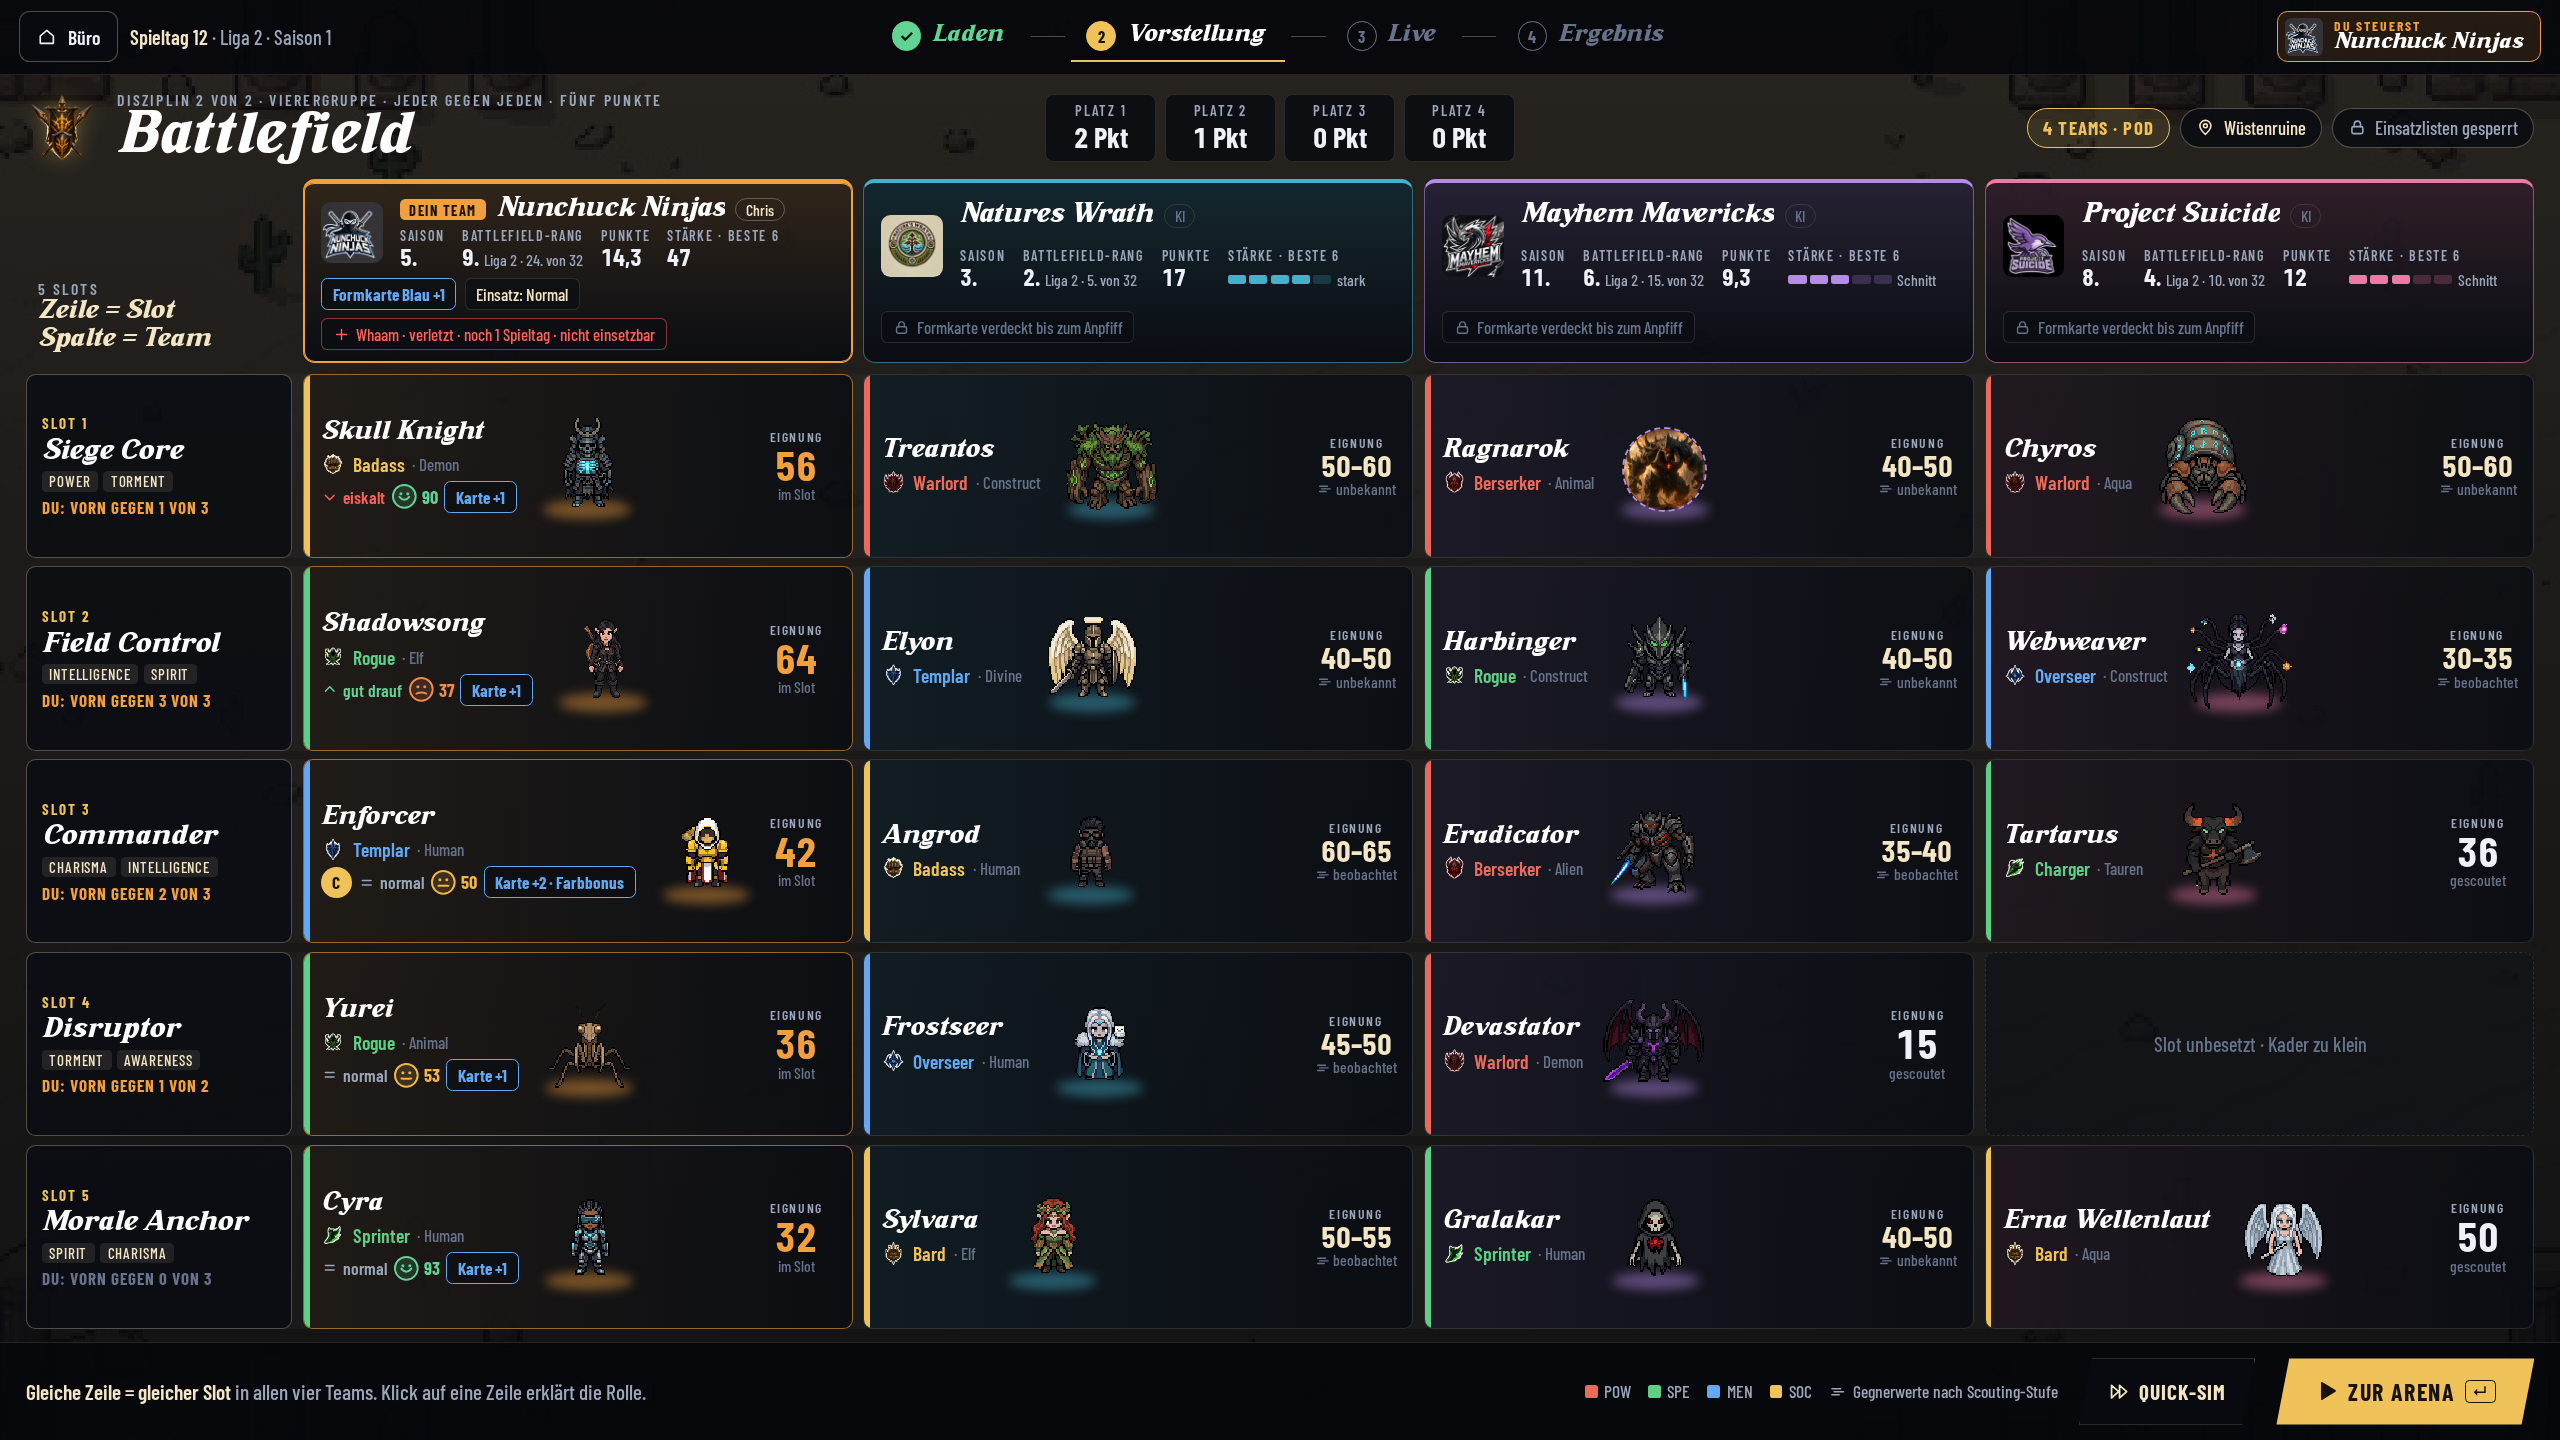 Büro
Spieltag 12 · Liga 2 · Saison 1
Laden
2 Vorstellung
3 Live
4 Ergebnis
DU STEUERST
Nunchuck Ninjas
DISZIPLIN 2 VON 2 · VIERERGRUPPE · JEDER GEGEN JEDEN · FÜNF PUNKTE
Battlefield
PLATZ 1
2 Pkt
PLATZ 2
1 Pkt
PLATZ 3
0 Pkt
PLATZ 4
0 Pkt
4 TEAMS · POD
Wüstenruine
Einsatzlisten gesperrt
5 SLOTS
Zeile = Slot
Spalte = Team
NUNCHUCK NINJAS
DEIN TEAM Nunchuck Ninjas Chris
SAISON BATTLEFIELD-RANG PUNKTE STÄRKE · BESTE 6
5. 9. Liga 2 · 24. von 32 14,3 47
Formkarte Blau +1 Einsatz: Normal
Whaam · verletzt · noch 1 Spieltag · nicht einsetzbar
Natures Wrath KI
SAISON BATTLEFIELD-RANG PUNKTE STÄRKE · BESTE 6
3. 2. Liga 2 · 5. von 32 17 stark
Formkarte verdeckt bis zum Anpfiff
MAYHEM
Mayhem Mavericks KI
SAISON BATTLEFIELD-RANG PUNKTE STÄRKE · BESTE 6
11. 6. Liga 2 · 15. von 32 9,3 Schnitt
Formkarte verdeckt bis zum Anpfiff
PROJECT SUICIDE
Project Suicide KI
SAISON BATTLEFIELD-RANG PUNKTE STÄRKE · BESTE 6
8. 4. Liga 2 · 10. von 32 12 Schnitt
Formkarte verdeckt bis zum Anpfiff
SLOT 1
Siege Core
POWER TORMENT
DU: VORN GEGEN 1 VON 3
Skull Knight
Badass · Demon
eiskalt 90 Karte +1
EIGNUNG
56
im Slot
Treantos
Warlord · Construct
EIGNUNG
50-60
unbekannt
Ragnarok
Berserker · Animal
EIGNUNG
40-50
unbekannt
Chyros
Warlord · Aqua
EIGNUNG
50-60
unbekannt
SLOT 2
Field Control
INTELLIGENCE SPIRIT
DU: VORN GEGEN 3 VON 3
Shadowsong
Rogue · Elf
gut drauf 37 Karte +1
EIGNUNG
64
im Slot
Elyon
Templar · Divine
EIGNUNG
40-50
unbekannt
Harbinger
Rogue · Construct
EIGNUNG
40-50
unbekannt
Webweaver
Overseer · Construct
EIGNUNG
30-35
beobachtet
SLOT 3
Commander
CHARISMA INTELLIGENCE
DU: VORN GEGEN 2 VON 3
Enforcer
Templar · Human
C normal 50 Karte +2 · Farbbonus
EIGNUNG
42
im Slot
Angrod
Badass · Human
EIGNUNG
60-65
beobachtet
Eradicator
Berserker · Alien
EIGNUNG
35-40
beobachtet
Tartarus
Charger · Tauren
EIGNUNG
36
gescoutet
SLOT 4
Disruptor
TORMENT AWARENESS
DU: VORN GEGEN 1 VON 2
Yurei
Rogue · Animal
normal 53 Karte +1
EIGNUNG
36
im Slot
Frostseer
Overseer · Human
EIGNUNG
45-50
beobachtet
Devastator
Warlord · Demon
EIGNUNG
15
gescoutet
Slot unbesetzt · Kader zu klein
SLOT 5
Morale Anchor
SPIRIT CHARISMA
DU: VORN GEGEN 0 VON 3
Cyra
Sprinter · Human
normal 93 Karte +1
EIGNUNG
32
im Slot
Sylvara
Bard · Elf
EIGNUNG
50-55
beobachtet
Gralakar
Sprinter · Human
EIGNUNG
40-50
unbekannt
Erna Wellenlaut
Bard · Aqua
EIGNUNG
50
gescoutet
Gleiche Zeile = gleicher Slot in allen vier Teams. Klick auf eine Zeile erklärt die Rolle.
POW SPE MEN SOC Gegnerwerte nach Scouting-Stufe
QUICK-SIM
ZUR ARENA